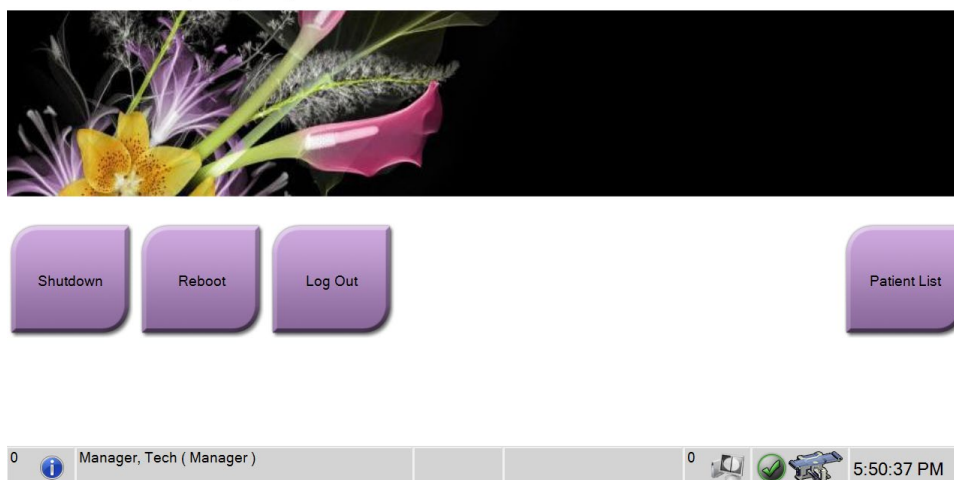 Shutdown
Reboot
Log Out
Patient List
0
Manager, Tech ( Manager )
0
5:50:37 PM